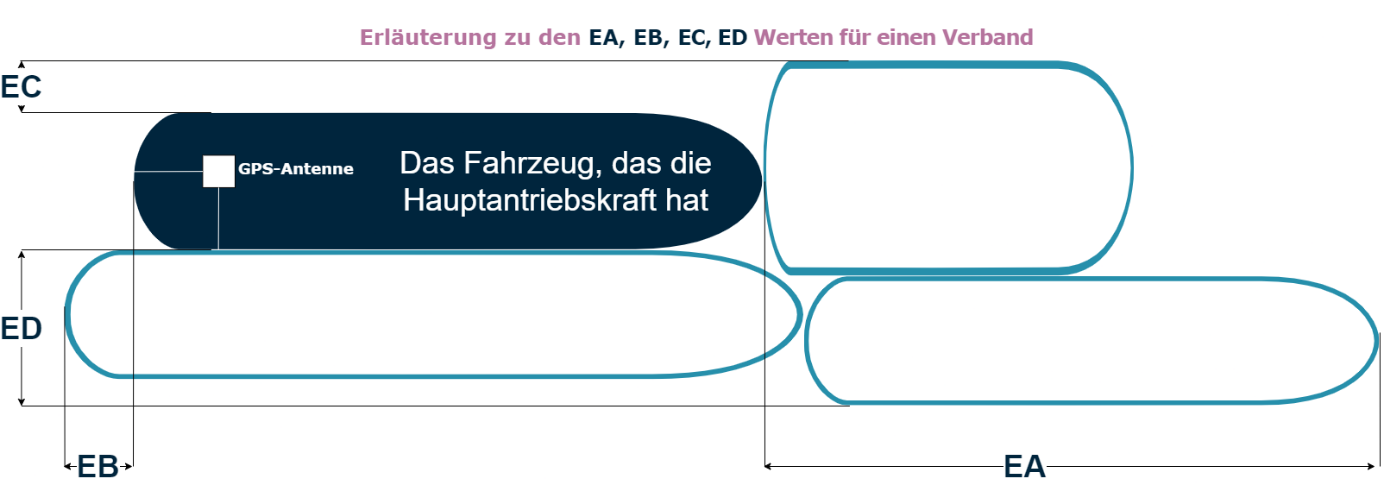 Erläuterung zu den EA, EB, EC, ED Werten für einen Verband
EC
GPS-Antenne
Das Fahrzeug, das die
Hauptantriebskraft hat
ED
EB
EA